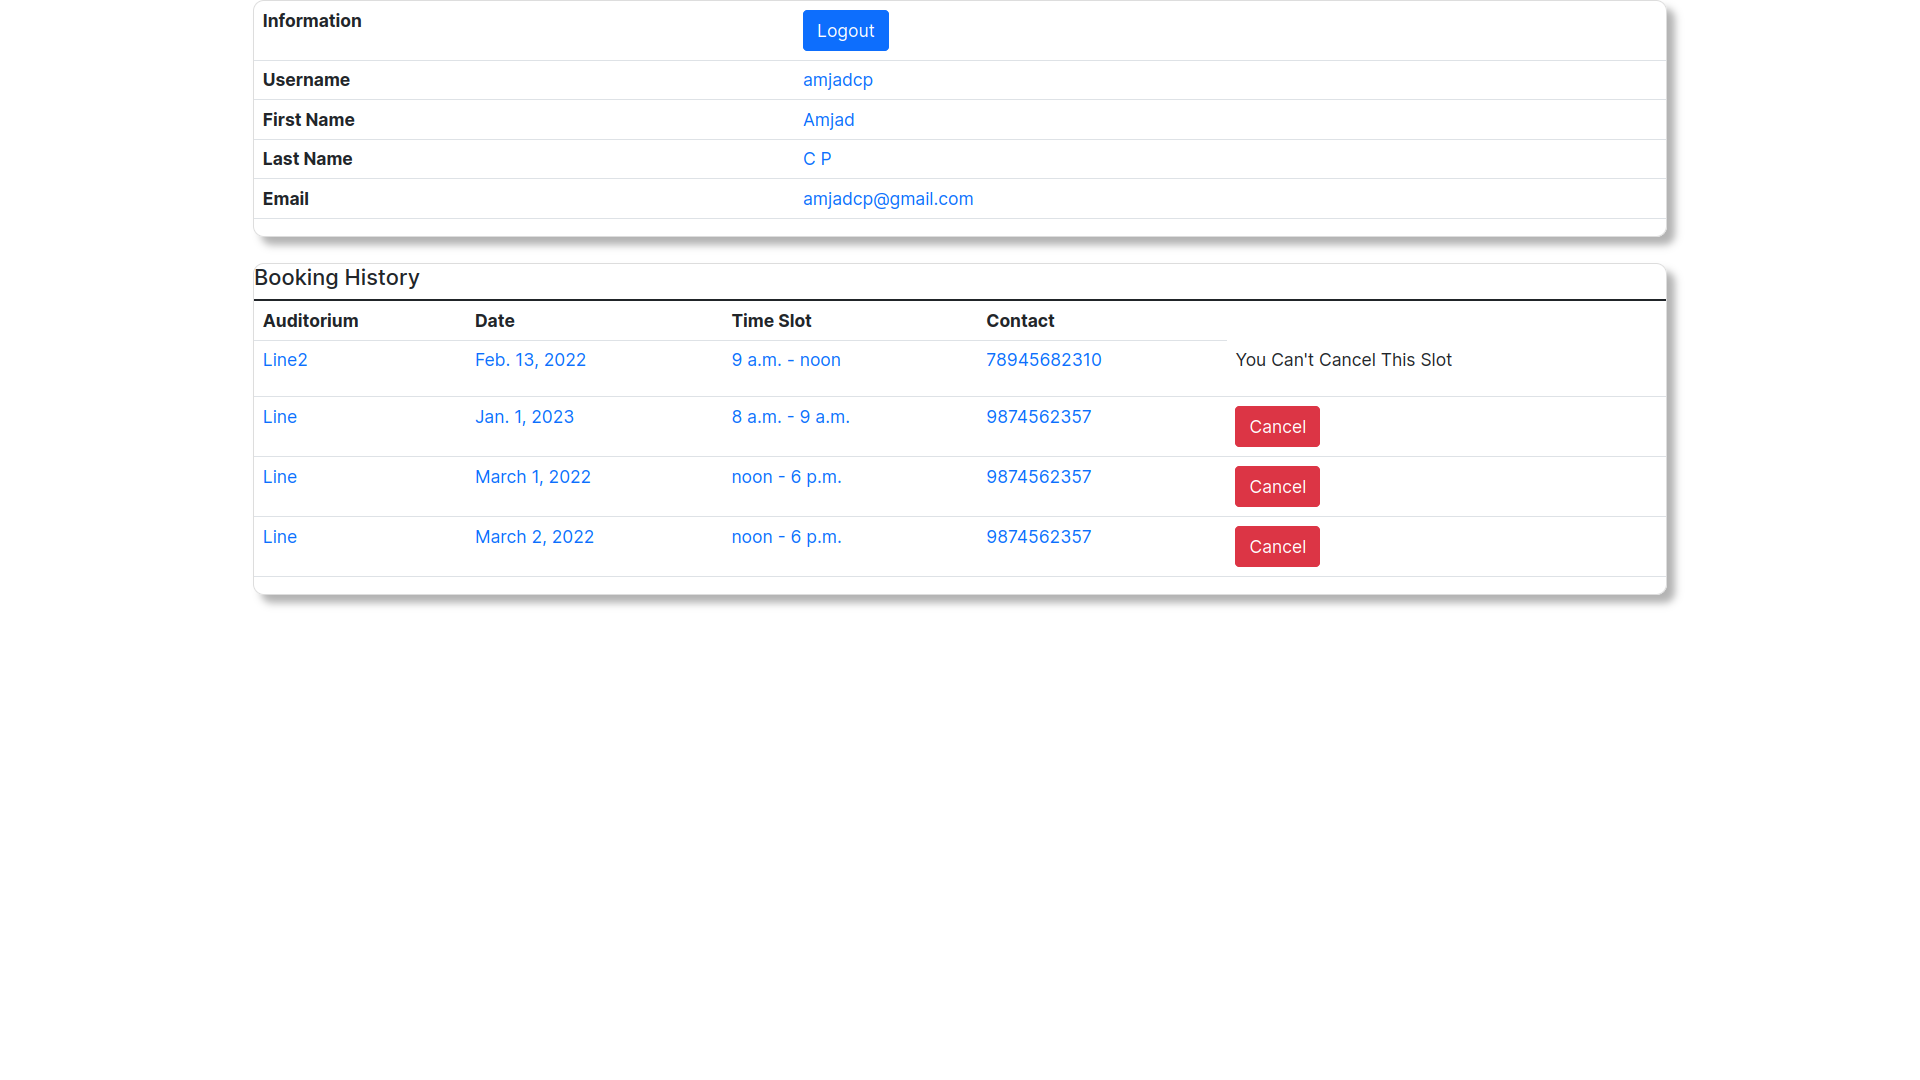 Information Logout
Username amjadcp
First Name Amjad
Last Name C P
Email amjadcp@gmail.com
Booking History
Auditorium Date Time Slot Contact
Line2 Feb. 13, 2022 9 a.m. - noon 78945682310 You Can't Cancel This Slot
Line Jan. 1, 2023 8 a.m. - 9 a.m. 9874562357 Cancel
Line March 1, 2022 noon - 6 p.m. 9874562357 Cancel
Line March 2, 2022 noon - 6 p.m. 9874562357 Cancel